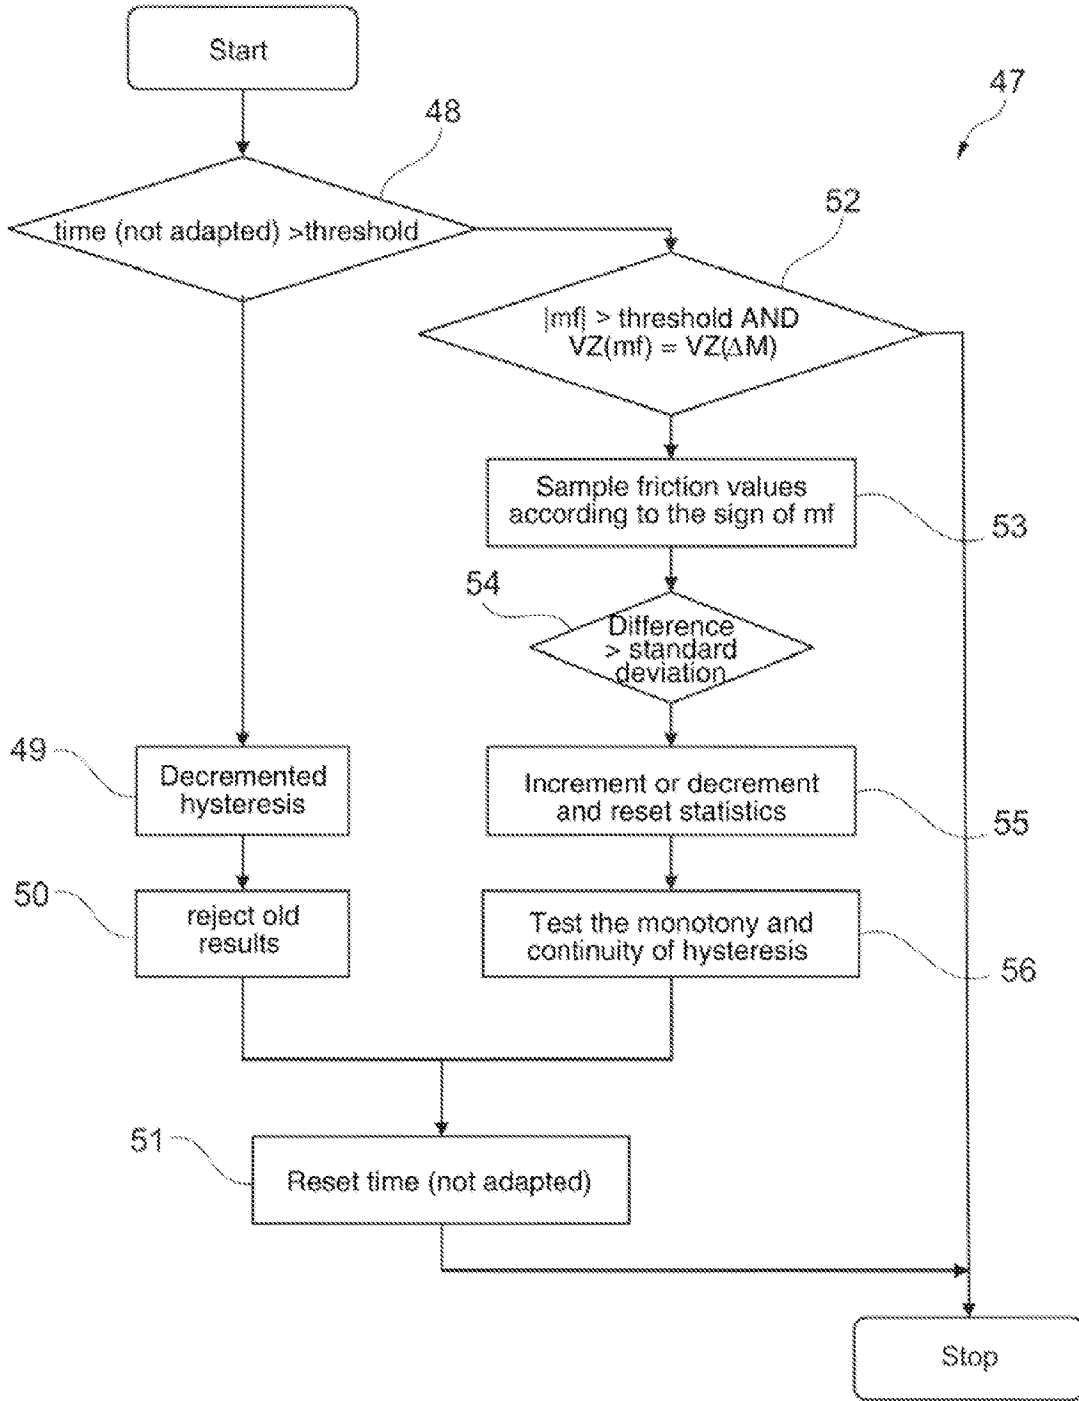 Start
47
48
time (not adapted) >threshold
52
|mf| > threshold AND
VZ(mf) = VZ(ΔM)
Sample friction values
according to the sign of mf
53
54
Difference
> standard
deviation
49
Decremented
hysteresis
Increment or decrement
and reset statistics
55
50
reject old
results
Test the monotony and
continuity of hysteresis
56
51
Reset time (not adapted)
Stop